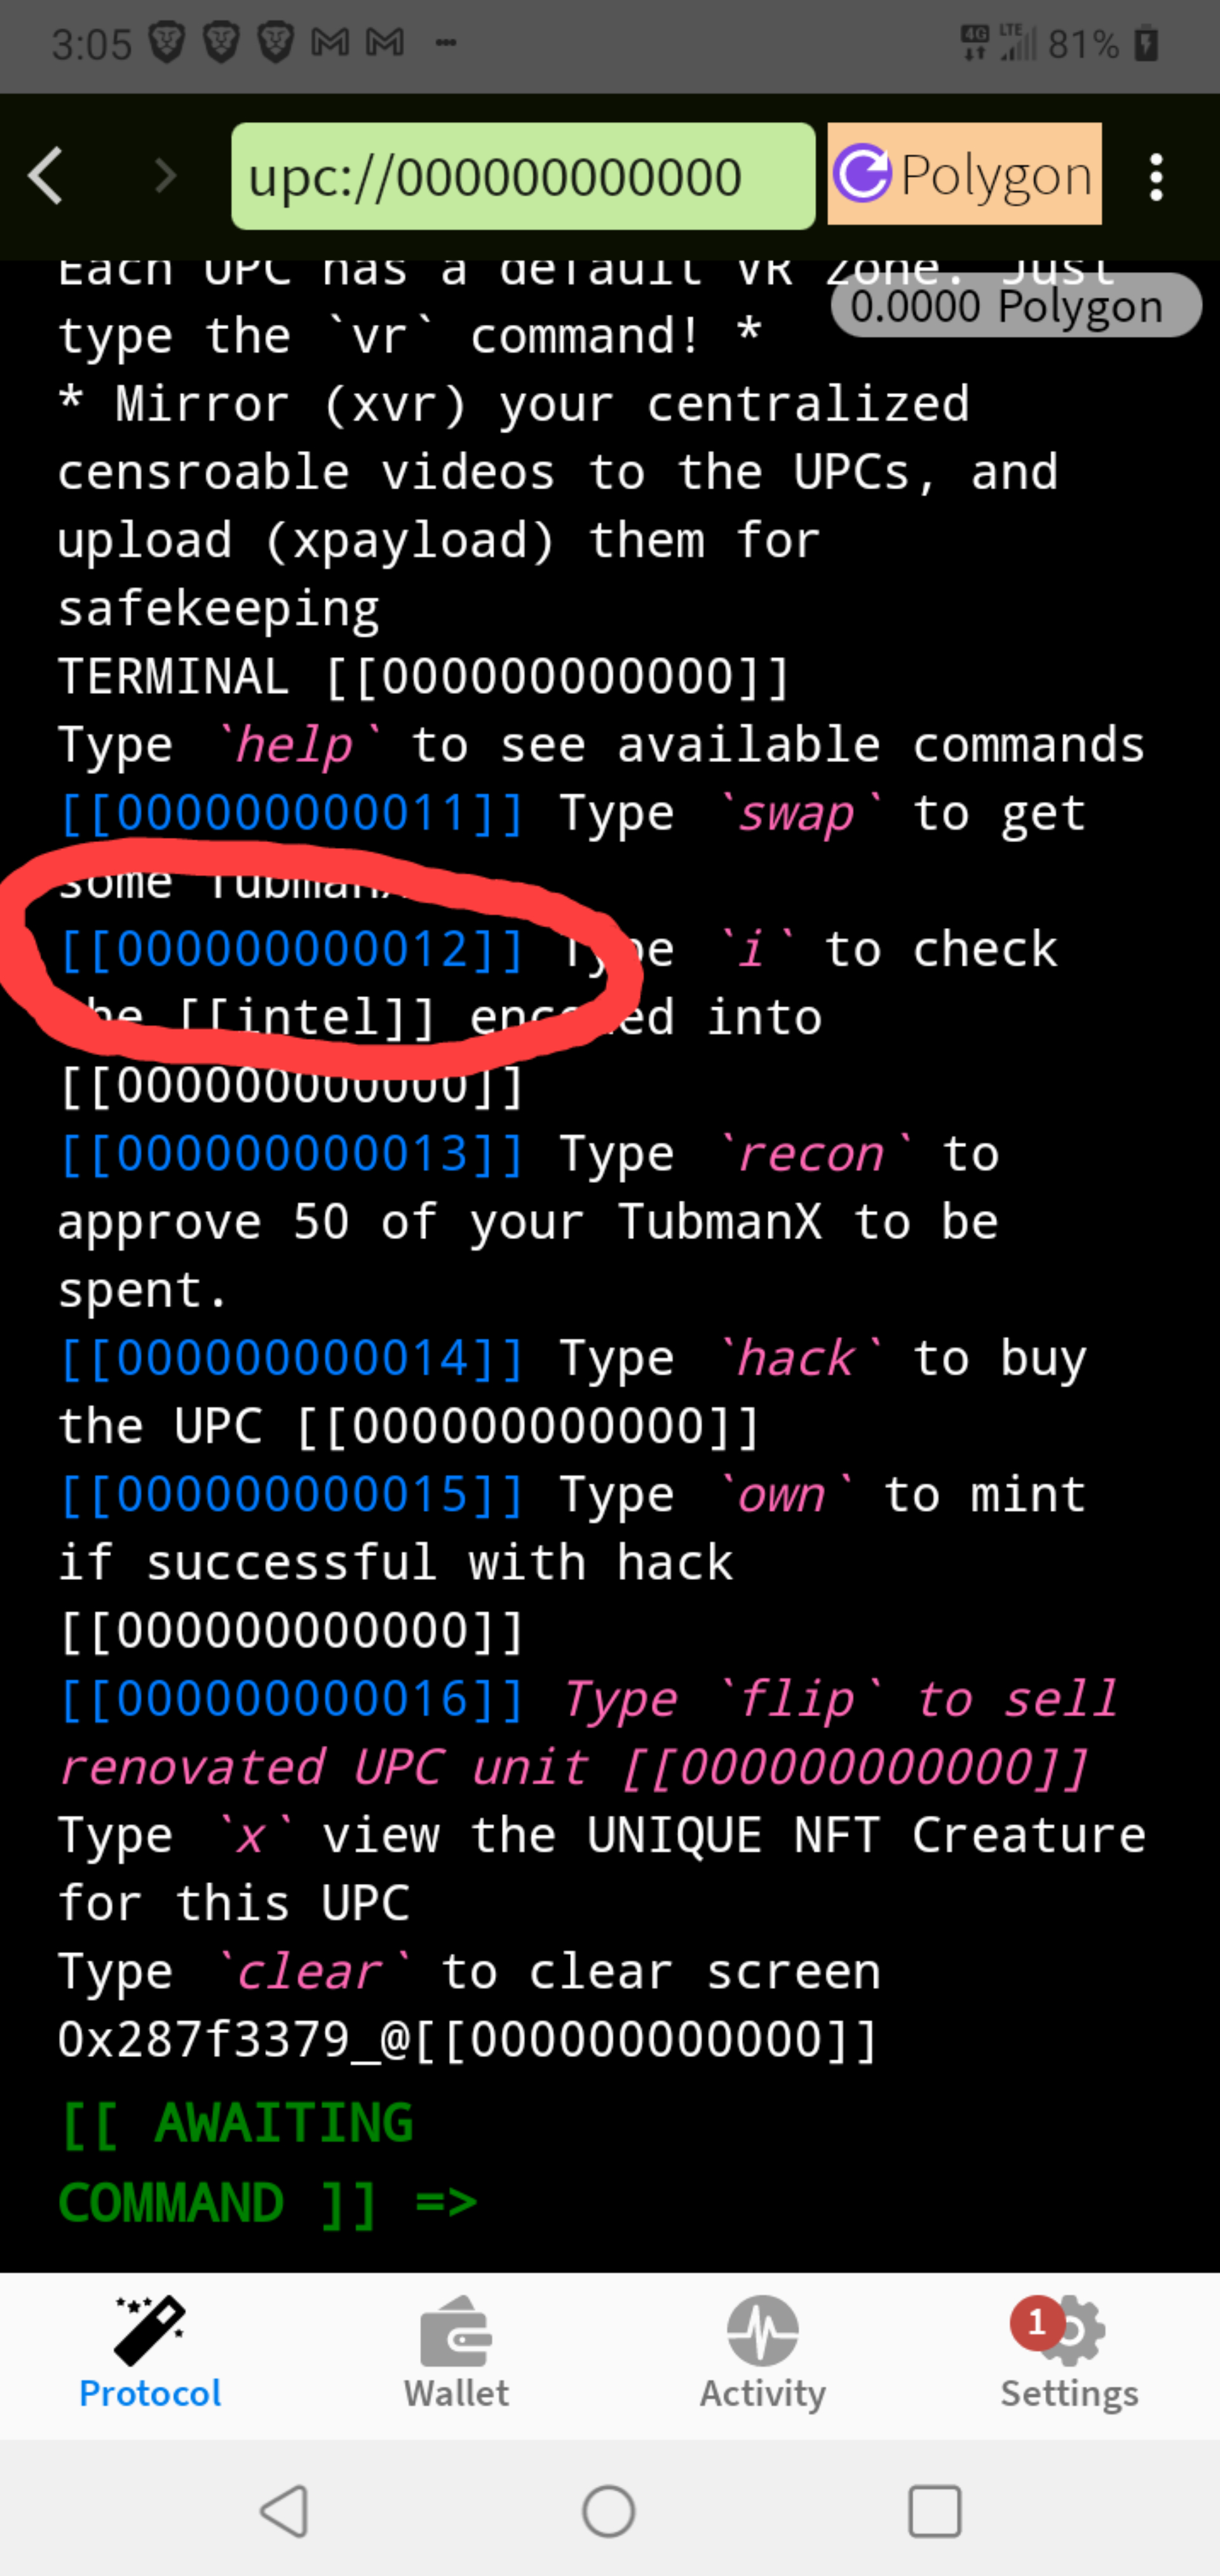 3:05
4G LTE 81%
upc://000000000000
Polygon
Each UPC has a default VR zone. Just
0.0000 Polygon
type the `vr` command! *
* Mirror (xvr) your centralized
censroable videos to the UPCs, and
upload (xpayload) them for
safekeeping
TERMINAL [[000000000000]]
Type `help` to see available commands
[[000000000011]] Type `swap` to get
some TubmanX
[[000000000012]] Type `i` to check
the [[intel]] encoded into
[[000000000000]]
[[000000000013]] Type `recon` to
approve 50 of your TubmanX to be
spent.
[[000000000014]] Type `hack` to buy
the UPC [[000000000000]]
[[000000000015]] Type `own` to mint
if successful with hack
[[000000000000]]
[[000000000016]] Type `flip` to sell
renovated UPC unit [[000000000000]]
Type `x` view the UNIQUE NFT Creature
for this UPC
Type `clear` to clear screen
0x287f3379_@[[000000000000]]
[[ AWAITING
COMMAND ]] =>
1
Protocol
Wallet
Activity
Settings